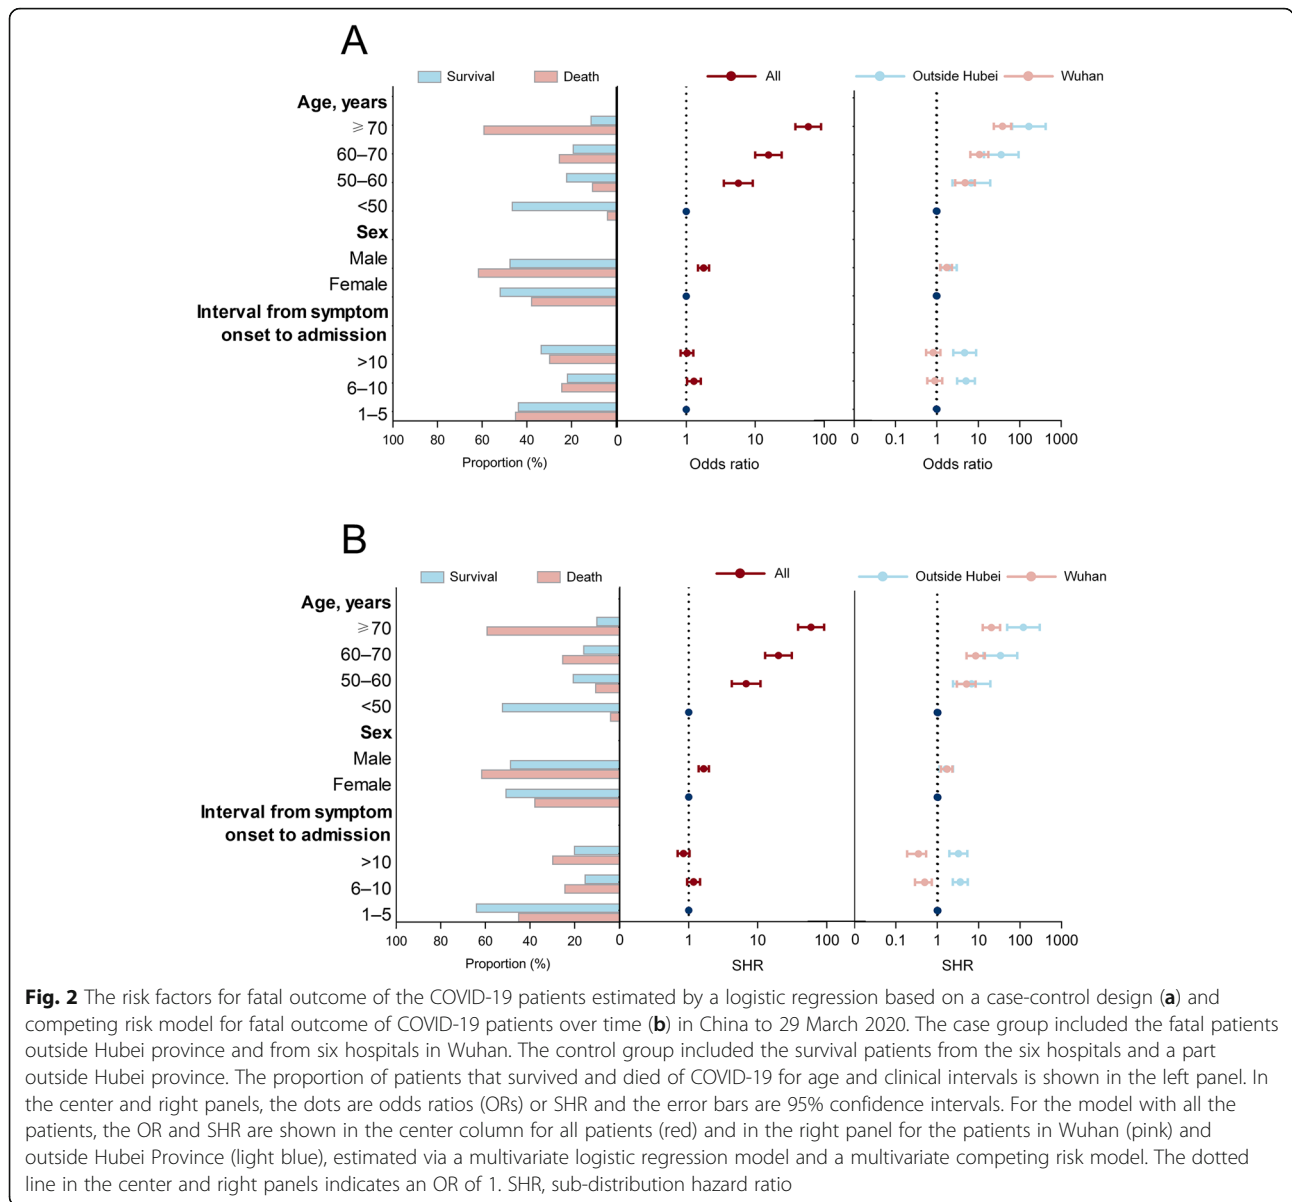 A
Survival Death All Outside Hubei Wuhan
Age, years
⩾70
60–70
50–60
<50
Sex
Male
Female
Interval from symptom
onset to admission
>10
6–10
1–5
100 80 60 40 20 0 1 10 100 0 0.1 1 10 100 1000
Proportion (%) Odds ratio Odds ratio
B
Survival Death All Outside Hubei Wuhan
Age, years
⩾70
60–70
50–60
<50
Sex
Male
Female
Interval from symptom
onset to admission
>10
6–10
1–5
100 80 60 40 20 0 1 10 100 0 0.1 1 10 100 1000
Proportion (%) SHR SHR
Fig. 2 The risk factors for fatal outcome of the COVID-19 patients estimated by a logistic regression based on a case-control design (a) and
competing risk model for fatal outcome of COVID-19 patients over time (b) in China to 29 March 2020. The case group included the fatal patients
outside Hubei province and from six hospitals in Wuhan. The control group included the survival patients from the six hospitals and a part
outside Hubei province. The proportion of patients that survived and died of COVID-19 for age and clinical intervals is shown in the left panel. In
the center and right panels, the dots are odds ratios (ORs) or SHR and the error bars are 95% confidence intervals. For the model with all the
patients, the OR and SHR are shown in the center column for all patients (red) and in the right panel for the patients in Wuhan (pink) and
outside Hubei Province (light blue), estimated via a multivariate logistic regression model and a multivariate competing risk model. The dotted
line in the center and right panels indicates an OR of 1. SHR, sub-distribution hazard ratio